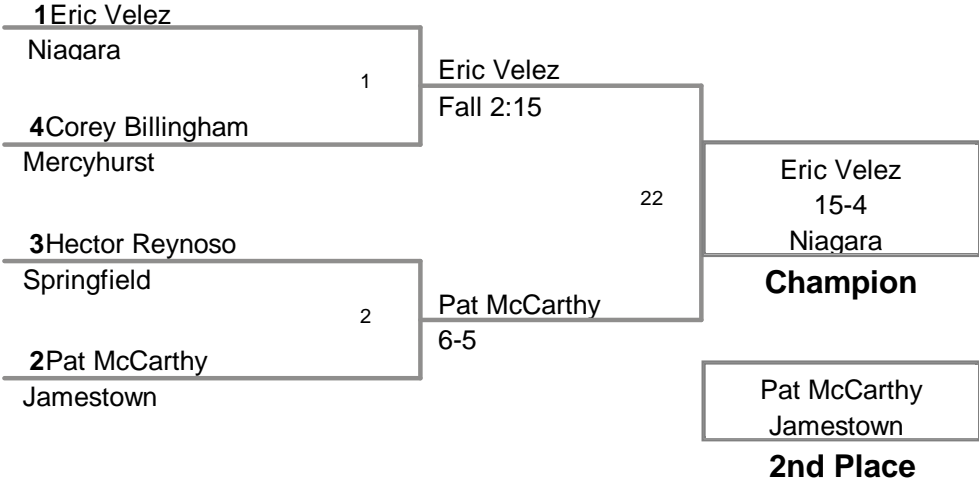 1Eric Velez
Niagara
1
4Corey Billingham
Mercyhurst
Eric Velez
Fall 2:15
3Hector Reynoso
Springfield
2
2Pat McCarthy
Jamestown
Pat McCarthy
6-5
22
Eric Velez
15-4
Niagara
Champion
Pat McCarthy
Jamestown
2nd Place